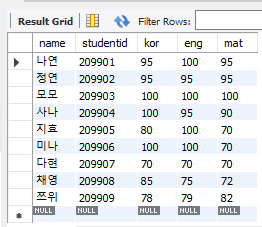 Result Grid Filter Rows:
name studentid kor eng mat
나연 209901 95 100 95
정연 209902 95 95 95
모모 209903 100 100 100
사나 209904 100 95 90
지효 209905 80 100 70
미나 209906 100 100 70
다현 209907 70 70 70
채영 209908 85 75 72
쯔위 209909 78 79 82
NULL NULL NULL NULL NULL